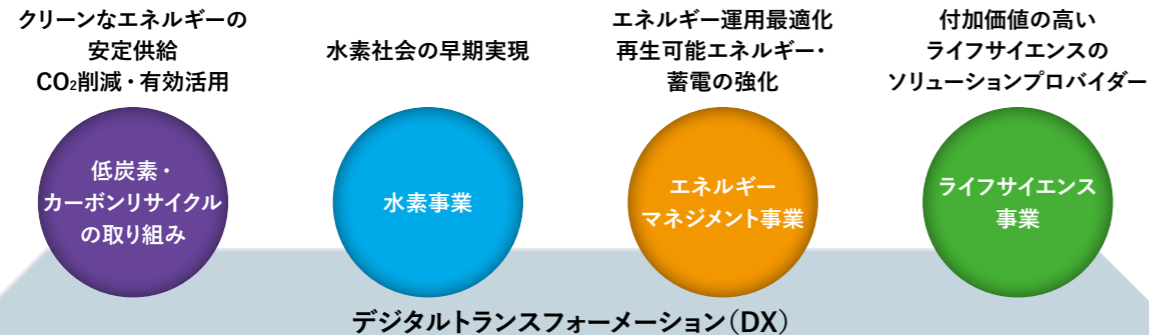 クリーンなエネルギーの
安定供給
CO₂削減・有効活用
低炭素・
カーボンリサイクル
の取り組み
水素社会の早期実現
水素事業
エネルギー運用最適化
再生可能エネルギー・
蓄電の強化
エネルギー
マネジメント事業
付加価値の高い
ライフサイエンスの
ソリューションプロバイダー
ライフサイエンス
事業
デジタルトランスフォーメーション（DX）